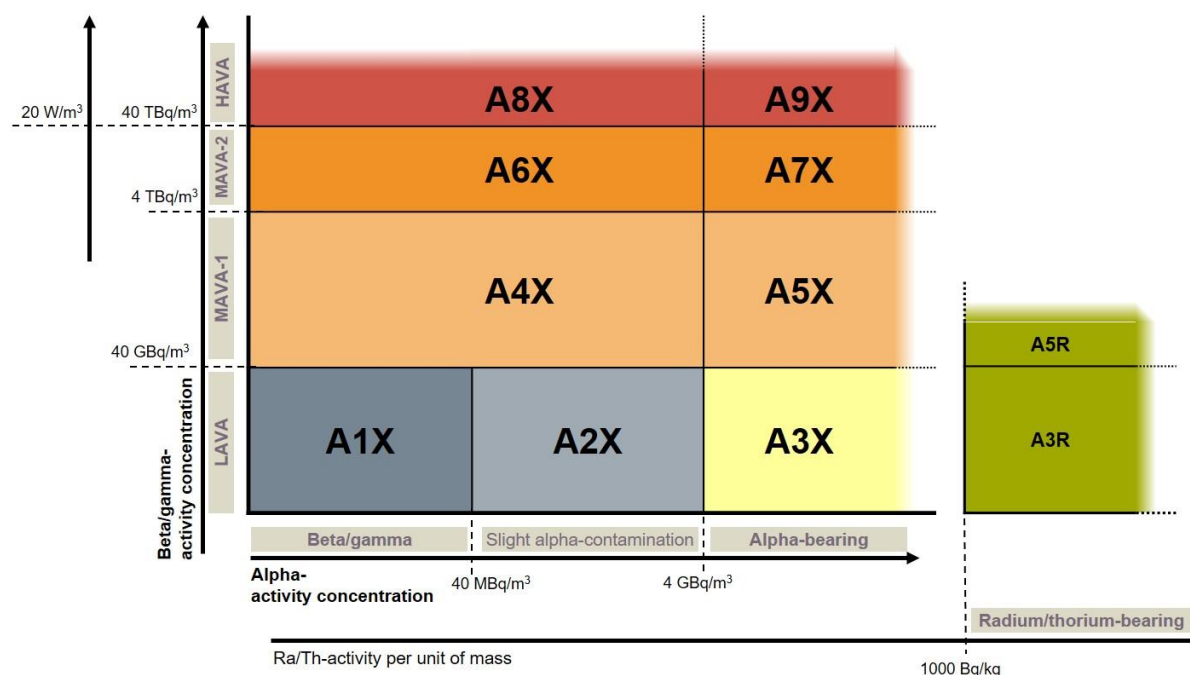 HAVA
20 W/m³
40 TBq/m³
A8X
A9X
MAVA-2
A6X
A7X
4 TBq/m³
MAVA-1
A4X
A5X
A5R
40 GBq/m³
Beta/gamma-
activity concentration
LAVA
A1X
A2X
A3X
A3R
Beta/gamma
Slight alpha-contamination
Alpha-bearing
Alpha-
activity concentration
40 MBq/m³
4 GBq/m³
Radium/thorium-bearing
Ra/Th-activity per unit of mass
1000 Bq/kg